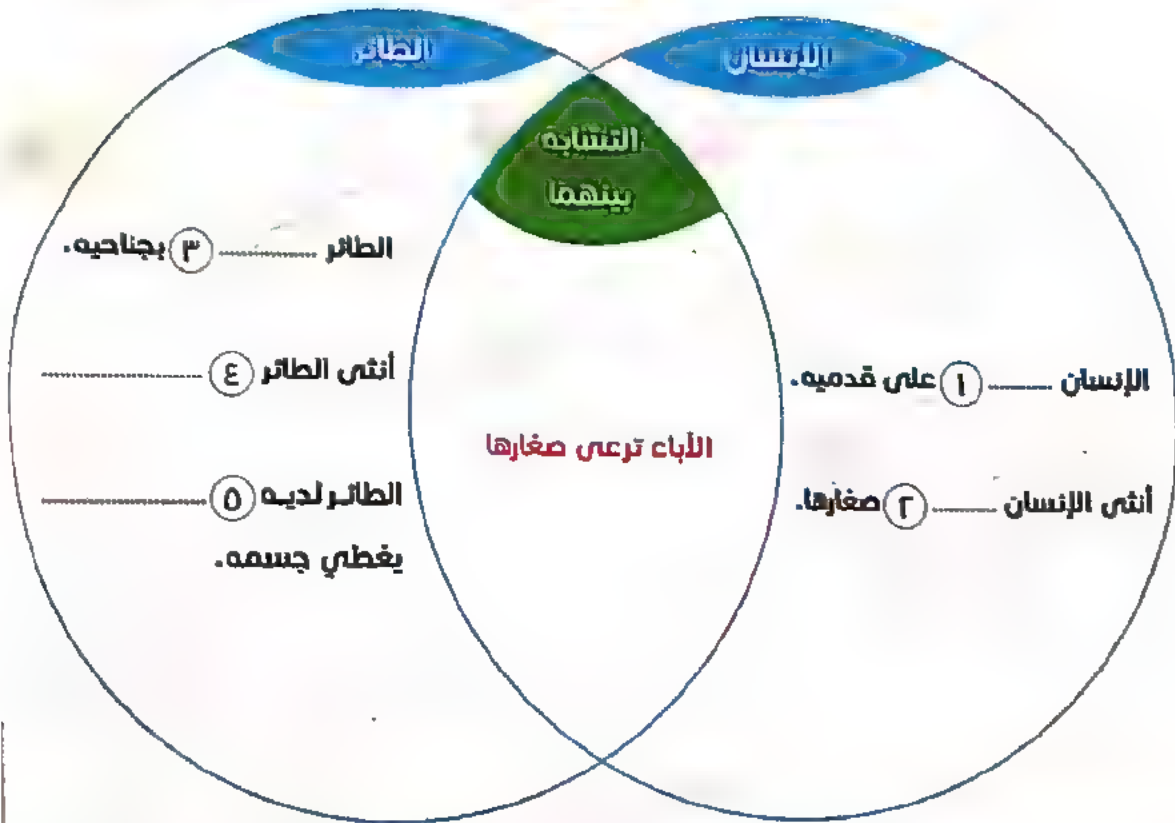 الإنسان
الطائر
التشابه
بينهما
الإنسان ........ ١ على قدميه.
أنثى الإنسان ........ ٢ صغارها.
الأباء ترعى صغارها
الطائر ............ ٣ بجناحيه.
أنثى الطائر ٤ ....................
الطائر لديه ٥ ....................
يغطي جسمه.